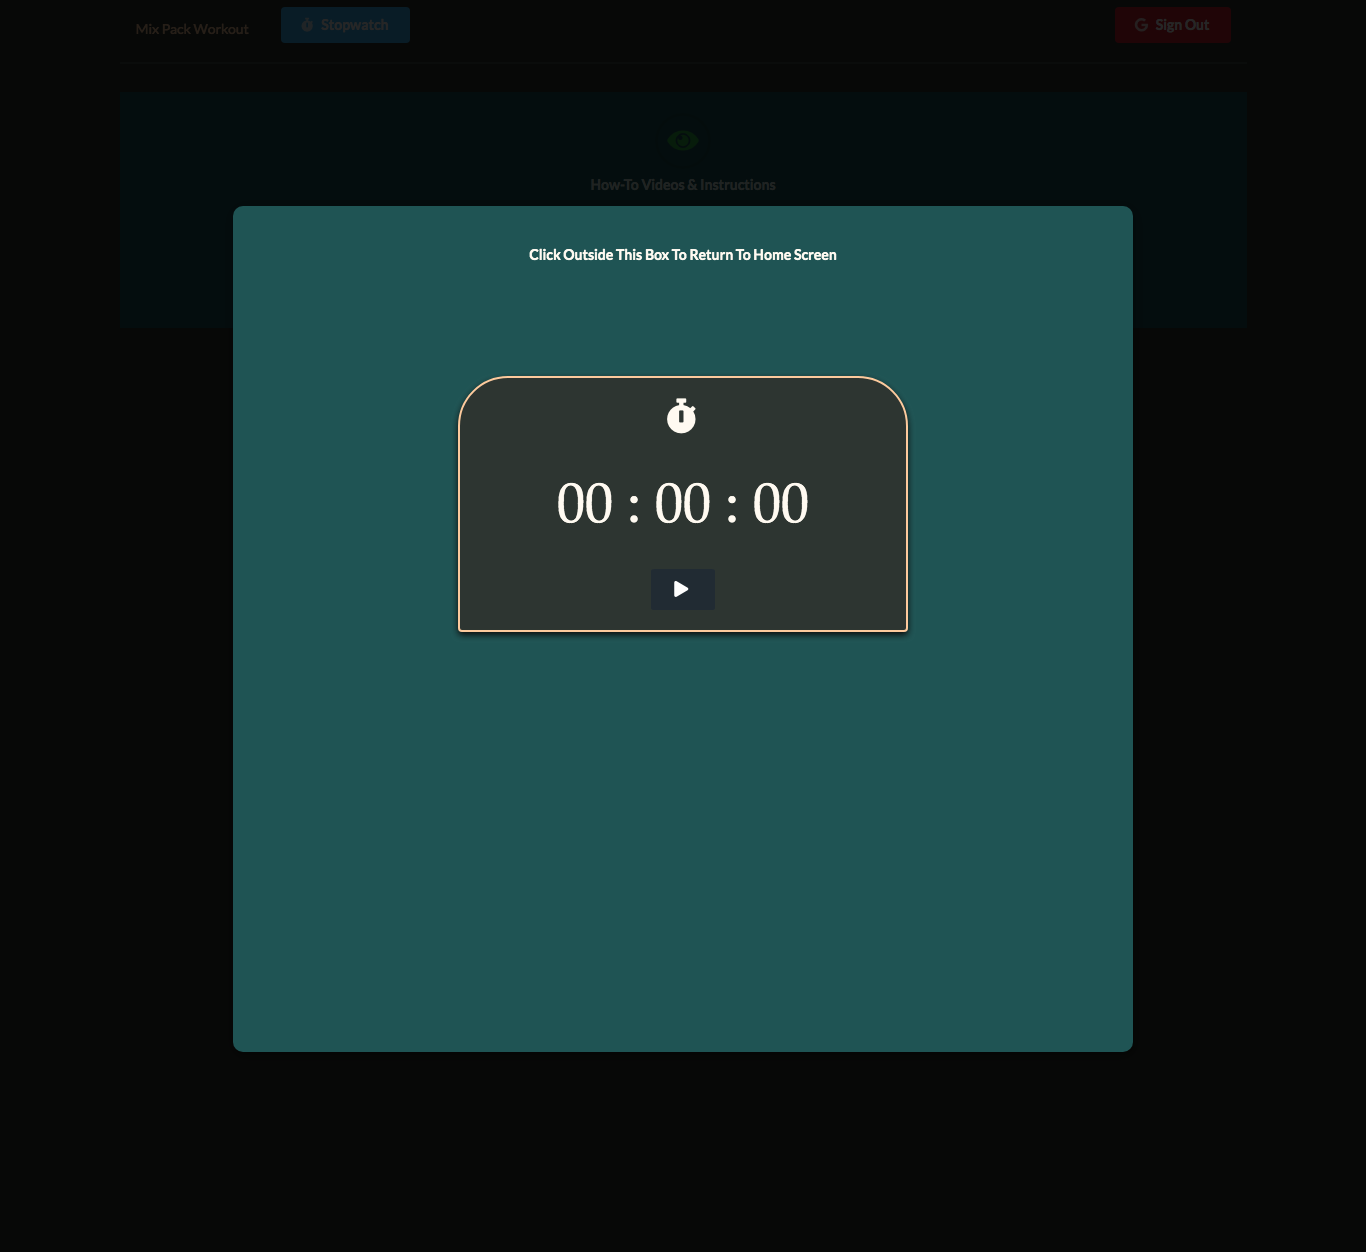 Mix Pack Workout
Stopwatch
Sign Out
How-To Videos & Instructions
Click Outside This Box To Return To Home Screen
00 : 00 : 00